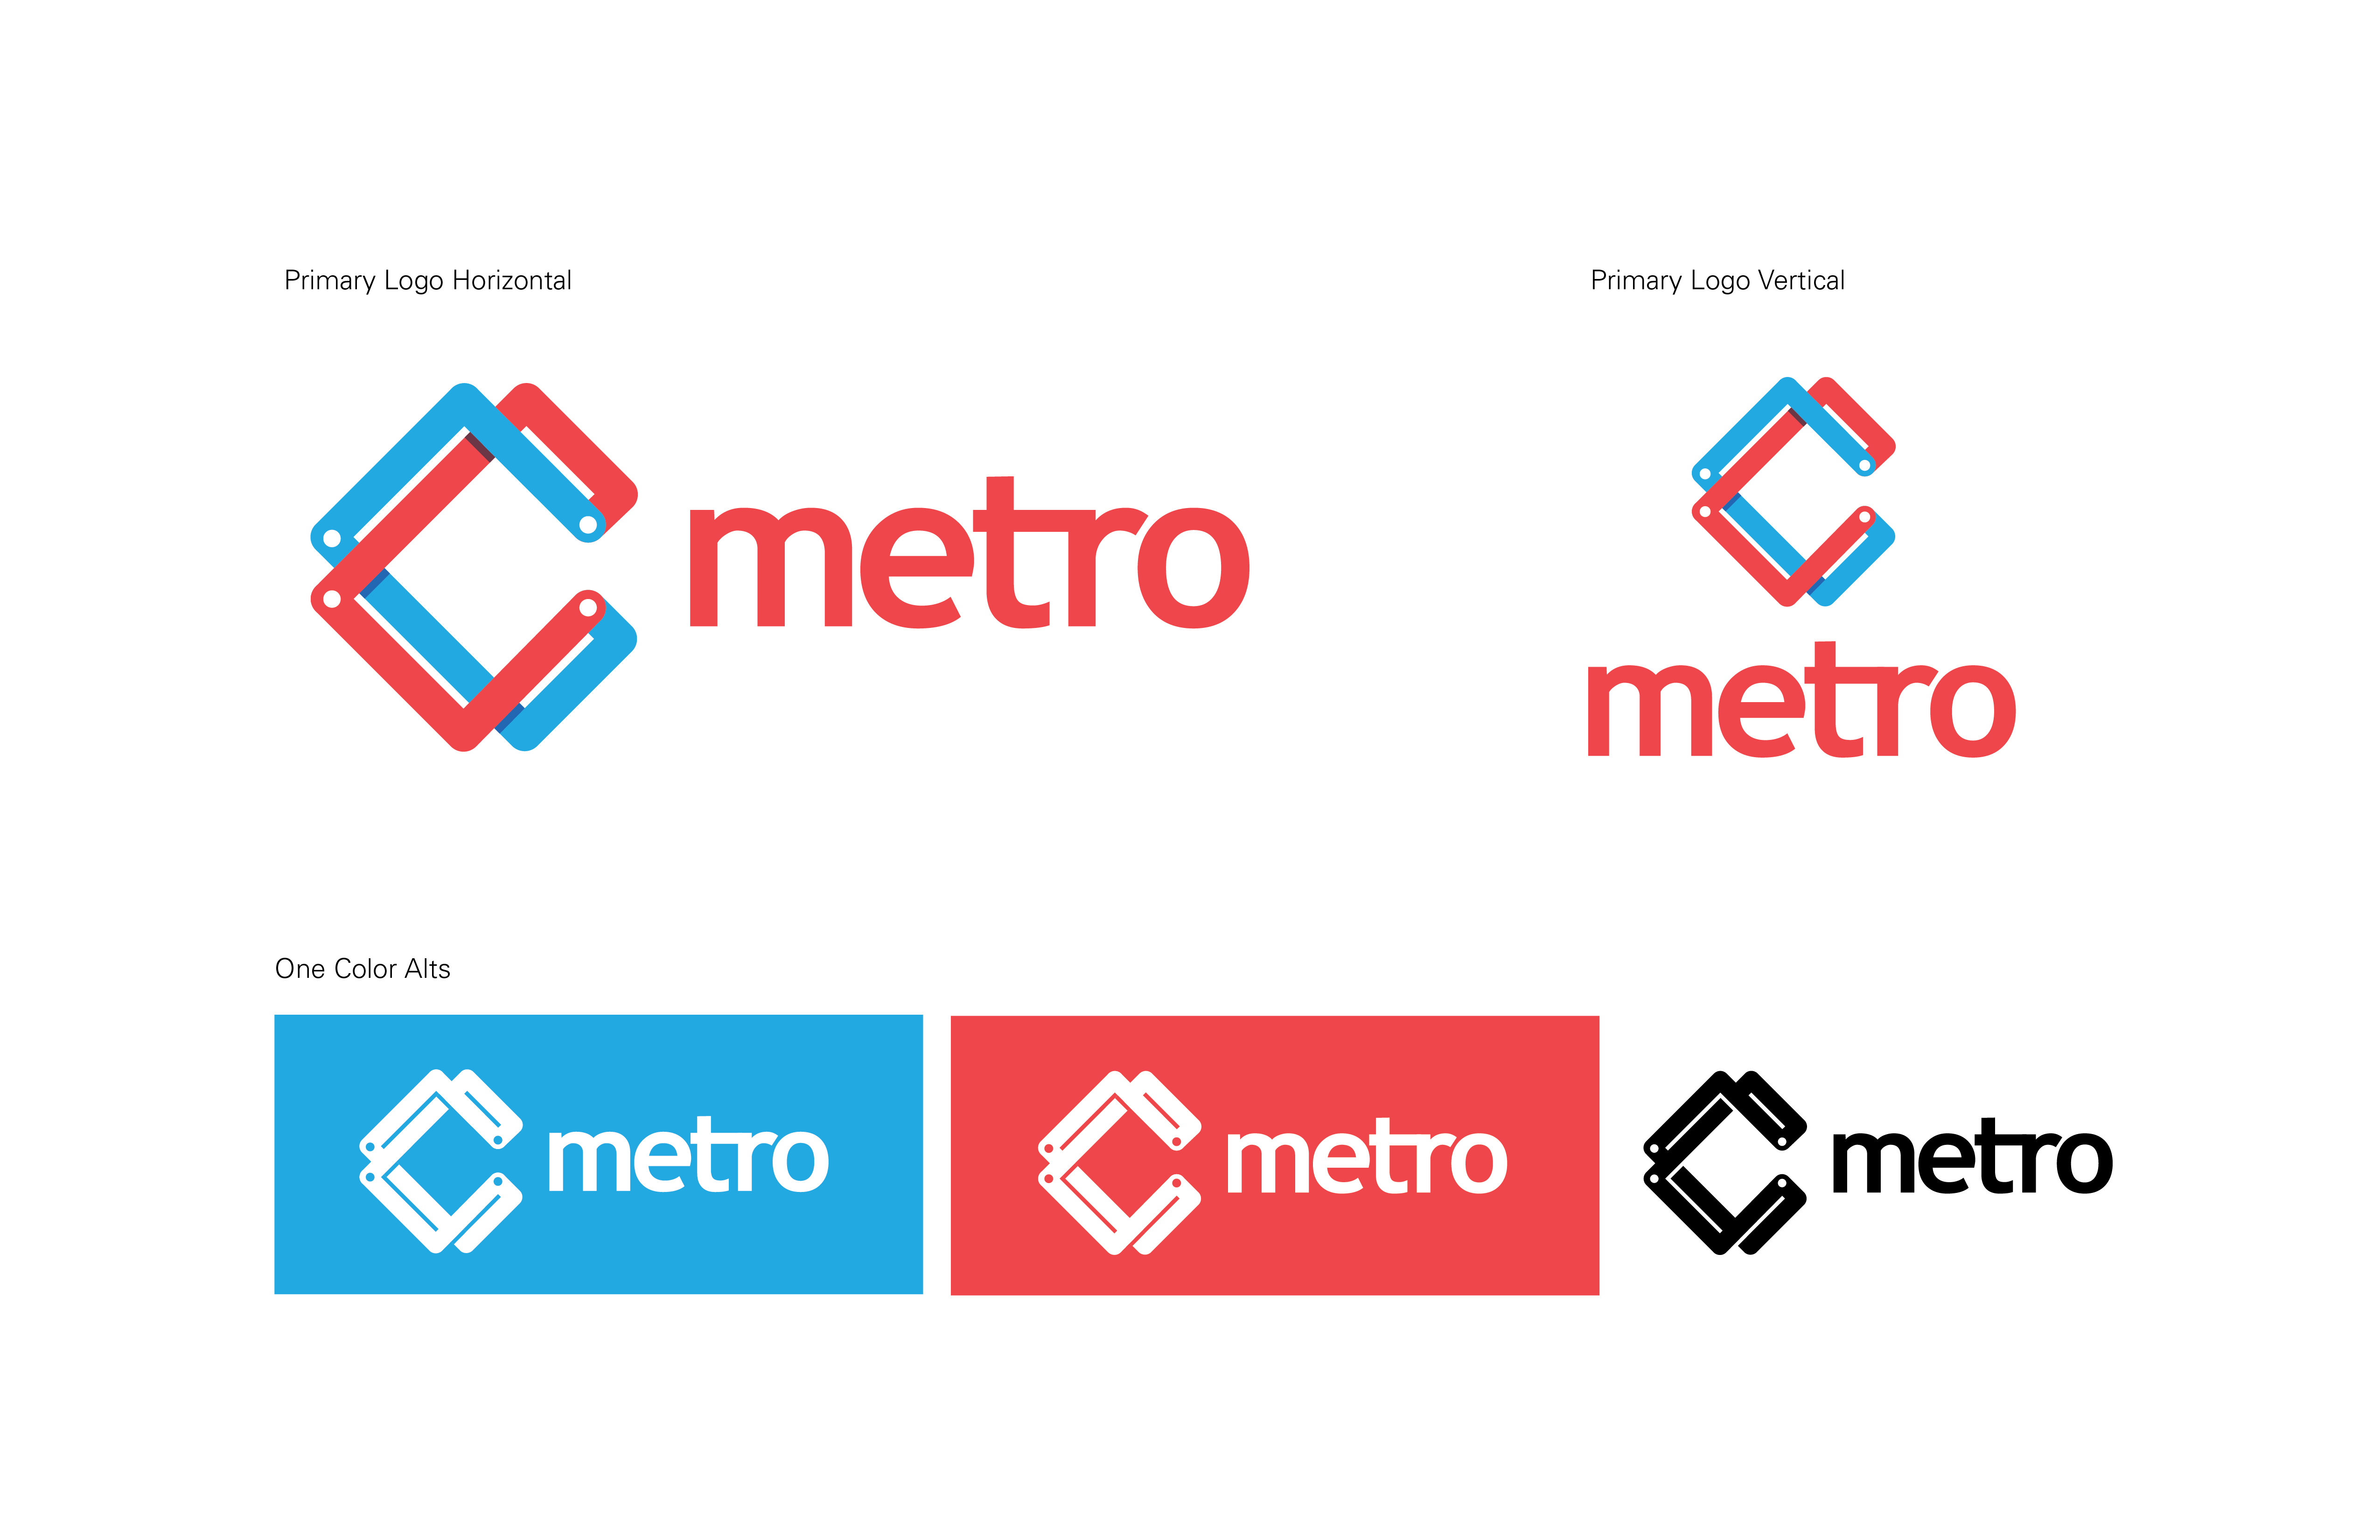 Primary Logo Horizontal
Primary Logo Vertical
metro
metro
One Color Alts
metro
metro
metro